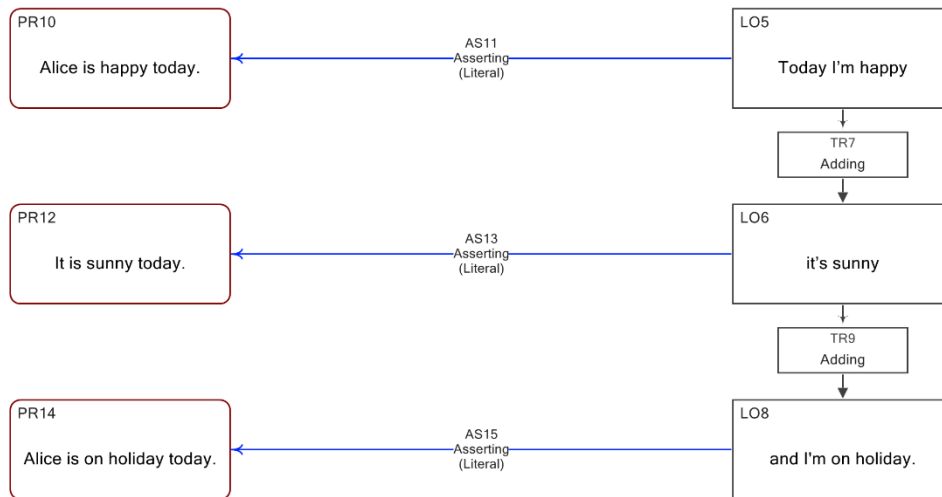 PR10
Alice is happy today.
AS11
Asserting
(Literal)
LO5
Today I’m happy
TR7
Adding
PR12
It is sunny today.
AS13
Asserting
(Literal)
LO6
it’s sunny
TR9
Adding
PR14
Alice is on holiday today.
AS15
Asserting
(Literal)
LO8
and I'm on holiday.